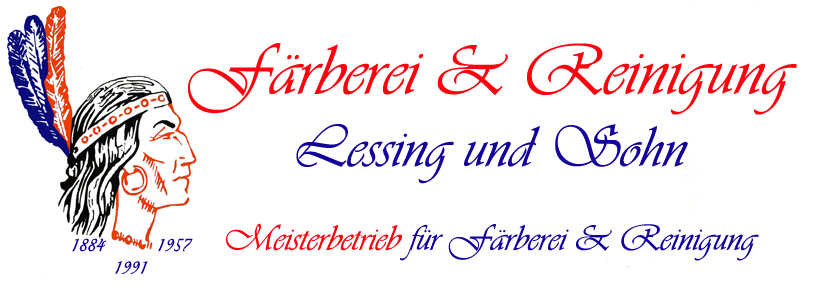 Färberei & Reinigung
Lessing und Sohn
Meisterbetrieb für Färberei & Reinigung
1884 1957
1991